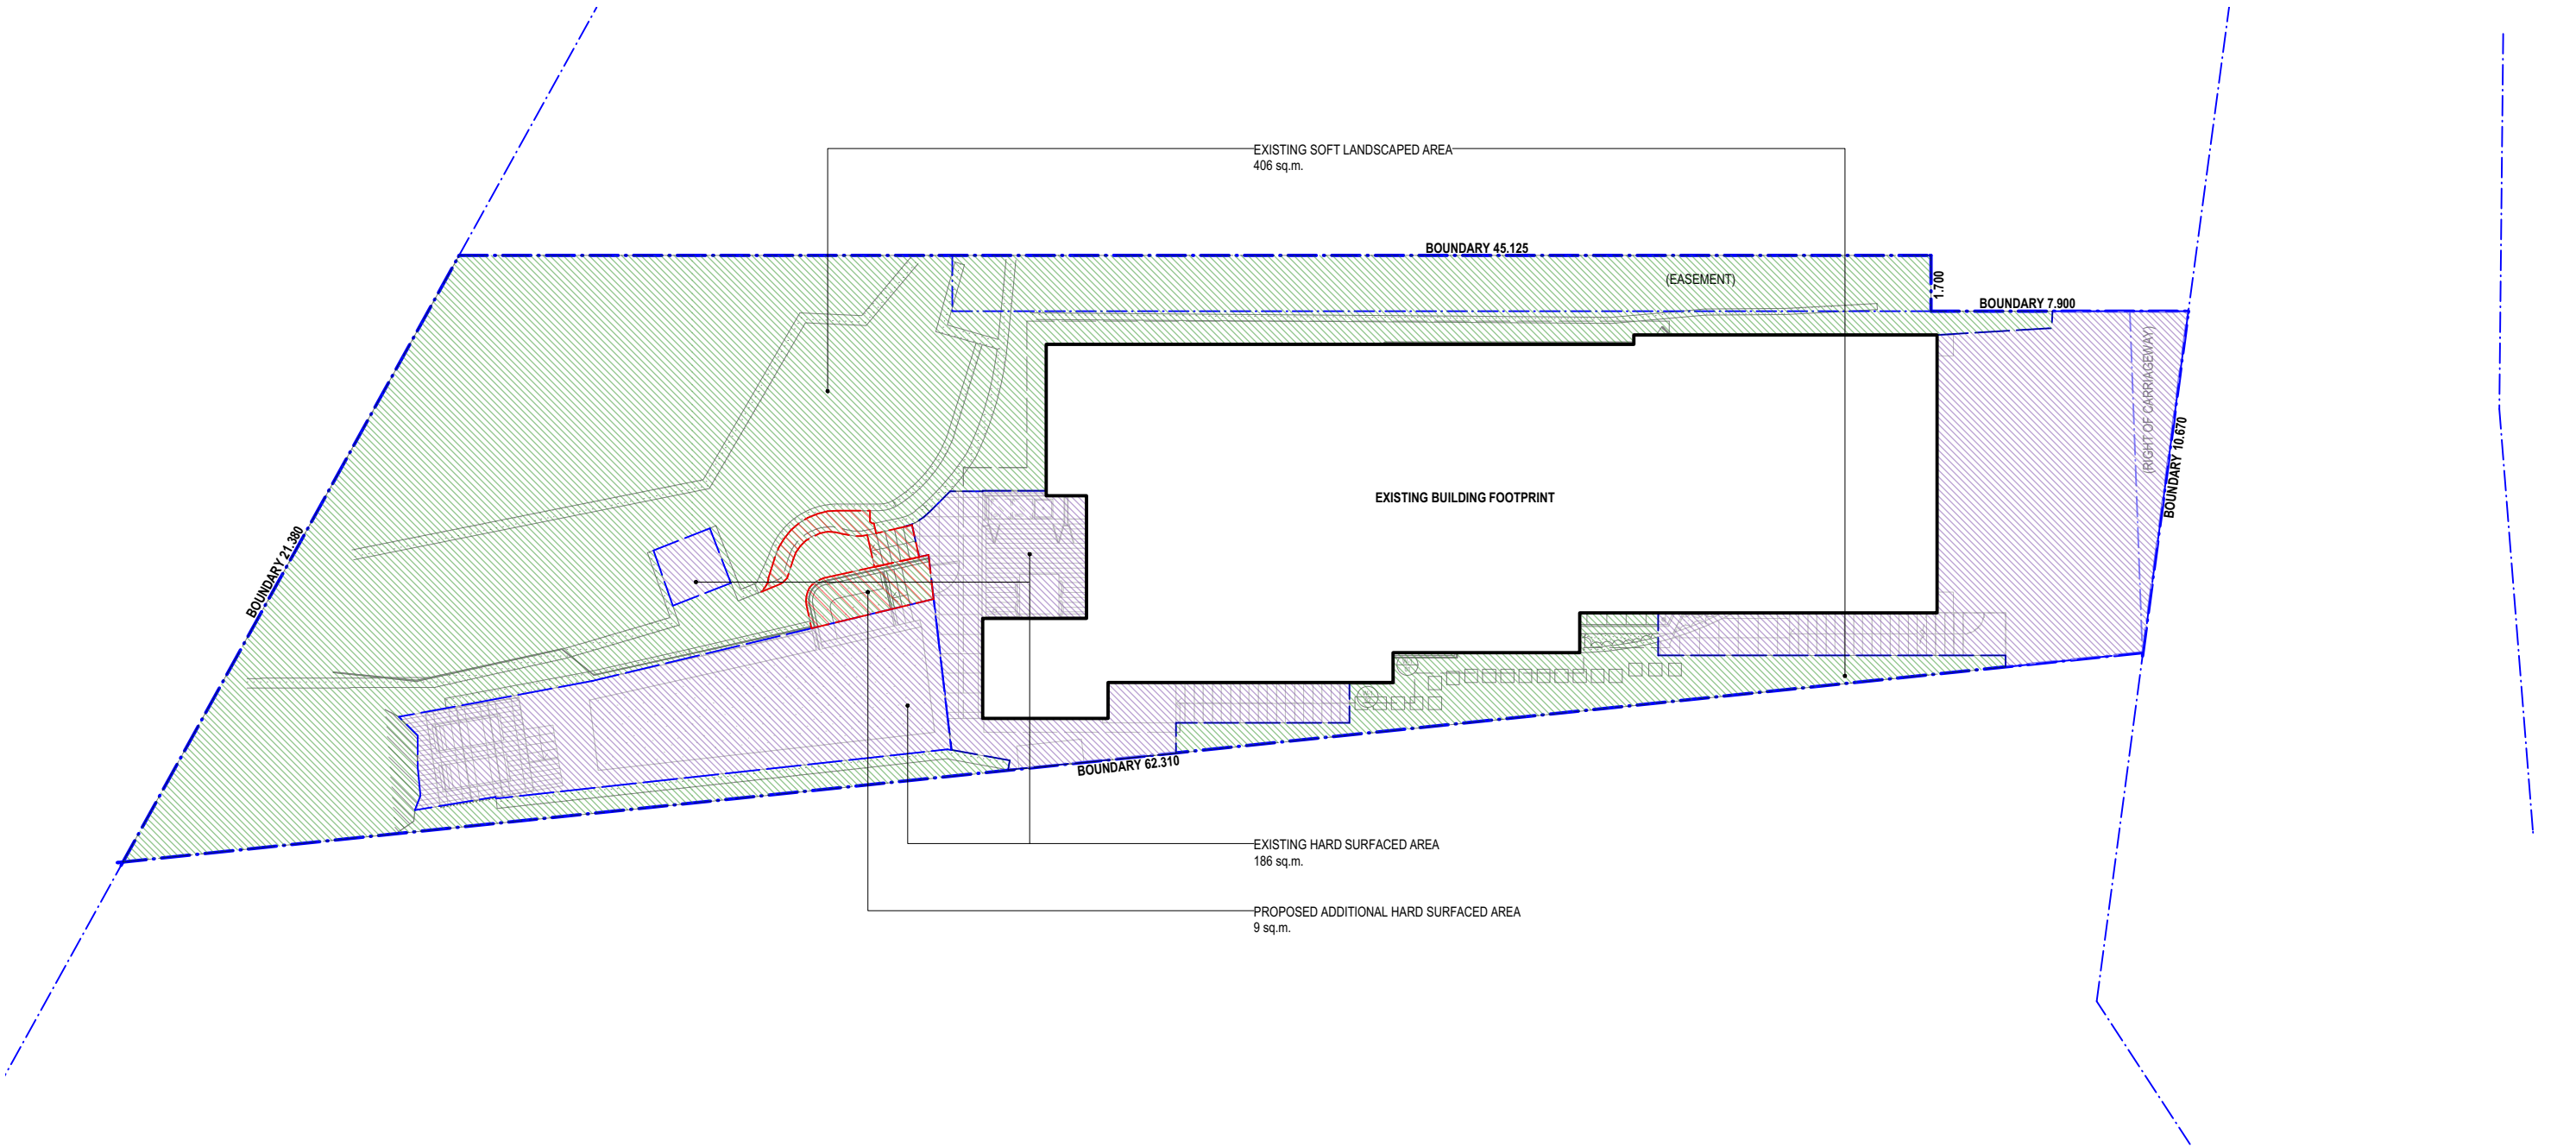 EXISTING SOFT LANDSCAPED AREA
406 sq.m.
BOUNDARY 45.125
(EASEMENT)
1.700
BOUNDARY 7.900
(RIGHT OF CARRIAGEWAY)
BOUNDARY 10.670
EXISTING BUILDING FOOTPRINT
BOUNDARY 21.380
BOUNDARY 62.310
EXISTING HARD SURFACED AREA
186 sq.m.
PROPOSED ADDITIONAL HARD SURFACED AREA
9 sq.m.